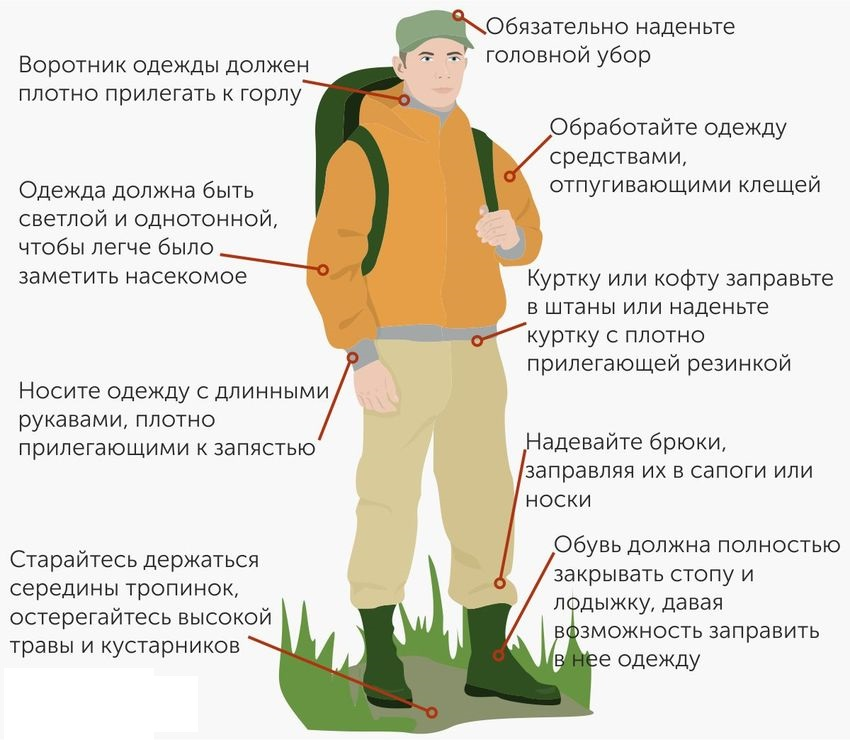 Обязательно наденьте
головной убор
Воротник одежды должен
плотно прилегать к горлу
Обработайте одежду
средствами,
отпугивающими клещей
Одежда должна быть
светлой и однотонной,
чтобы легче было
заметить насекомое
Куртку или кофту заправьте
в штаны или наденьте
куртку с плотно
прилегающей резинкой
Носите одежду с длинными
рукавами, плотно
прилегающими к запястью
Надевайте брюки,
заправляя их в сапоги или
носки
Обувь должна полностью
закрывать стопу и
лодыжку, давая
возможность заправить
в нее одежду
Старайтесь держаться
середины тропинок,
остерегайтесь высокой
травы и кустарников